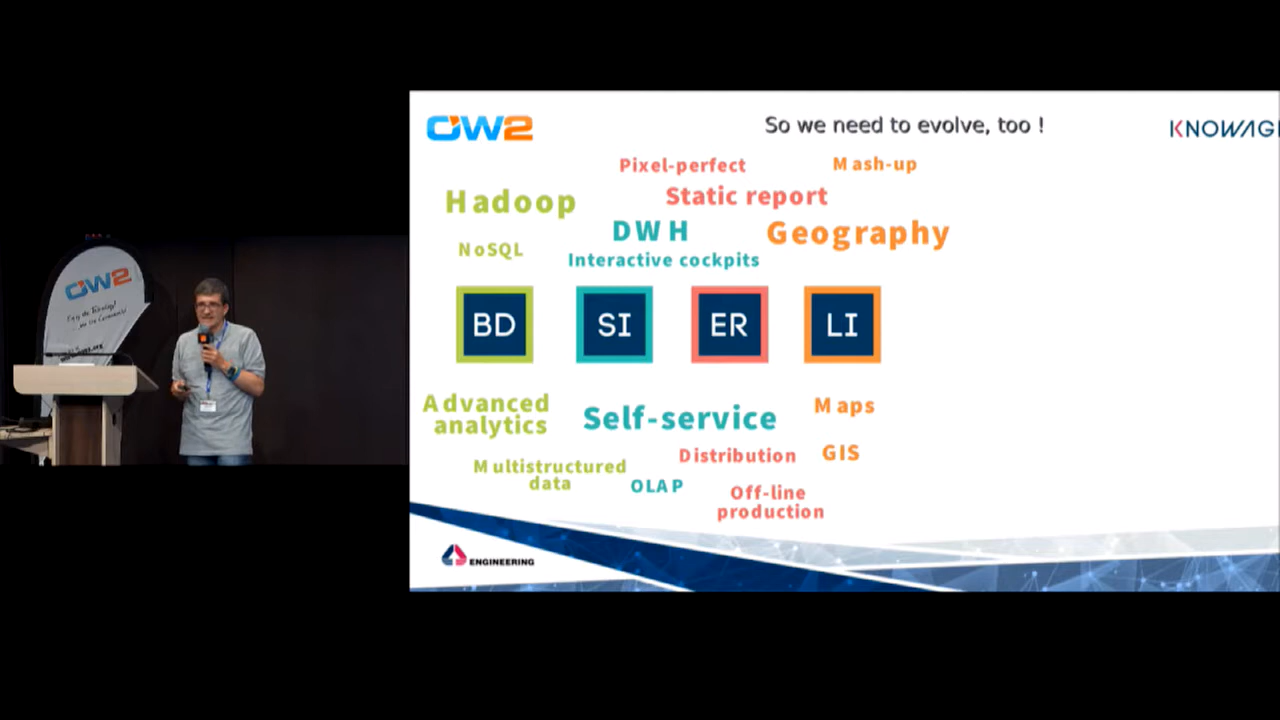 OW2
So we need to evolve, too !
KNOWAG
Pixel-perfect
Mash-up
Hadoop
Static report
DWH
Geography
NoSQL
Interactive cockpits
BD
SI
ER
LI
Advanced
analytics
Self-service
Maps
Distribution
GIS
Multistructured
data
OLAP
Off-line
production
ENGINEERING
OW2